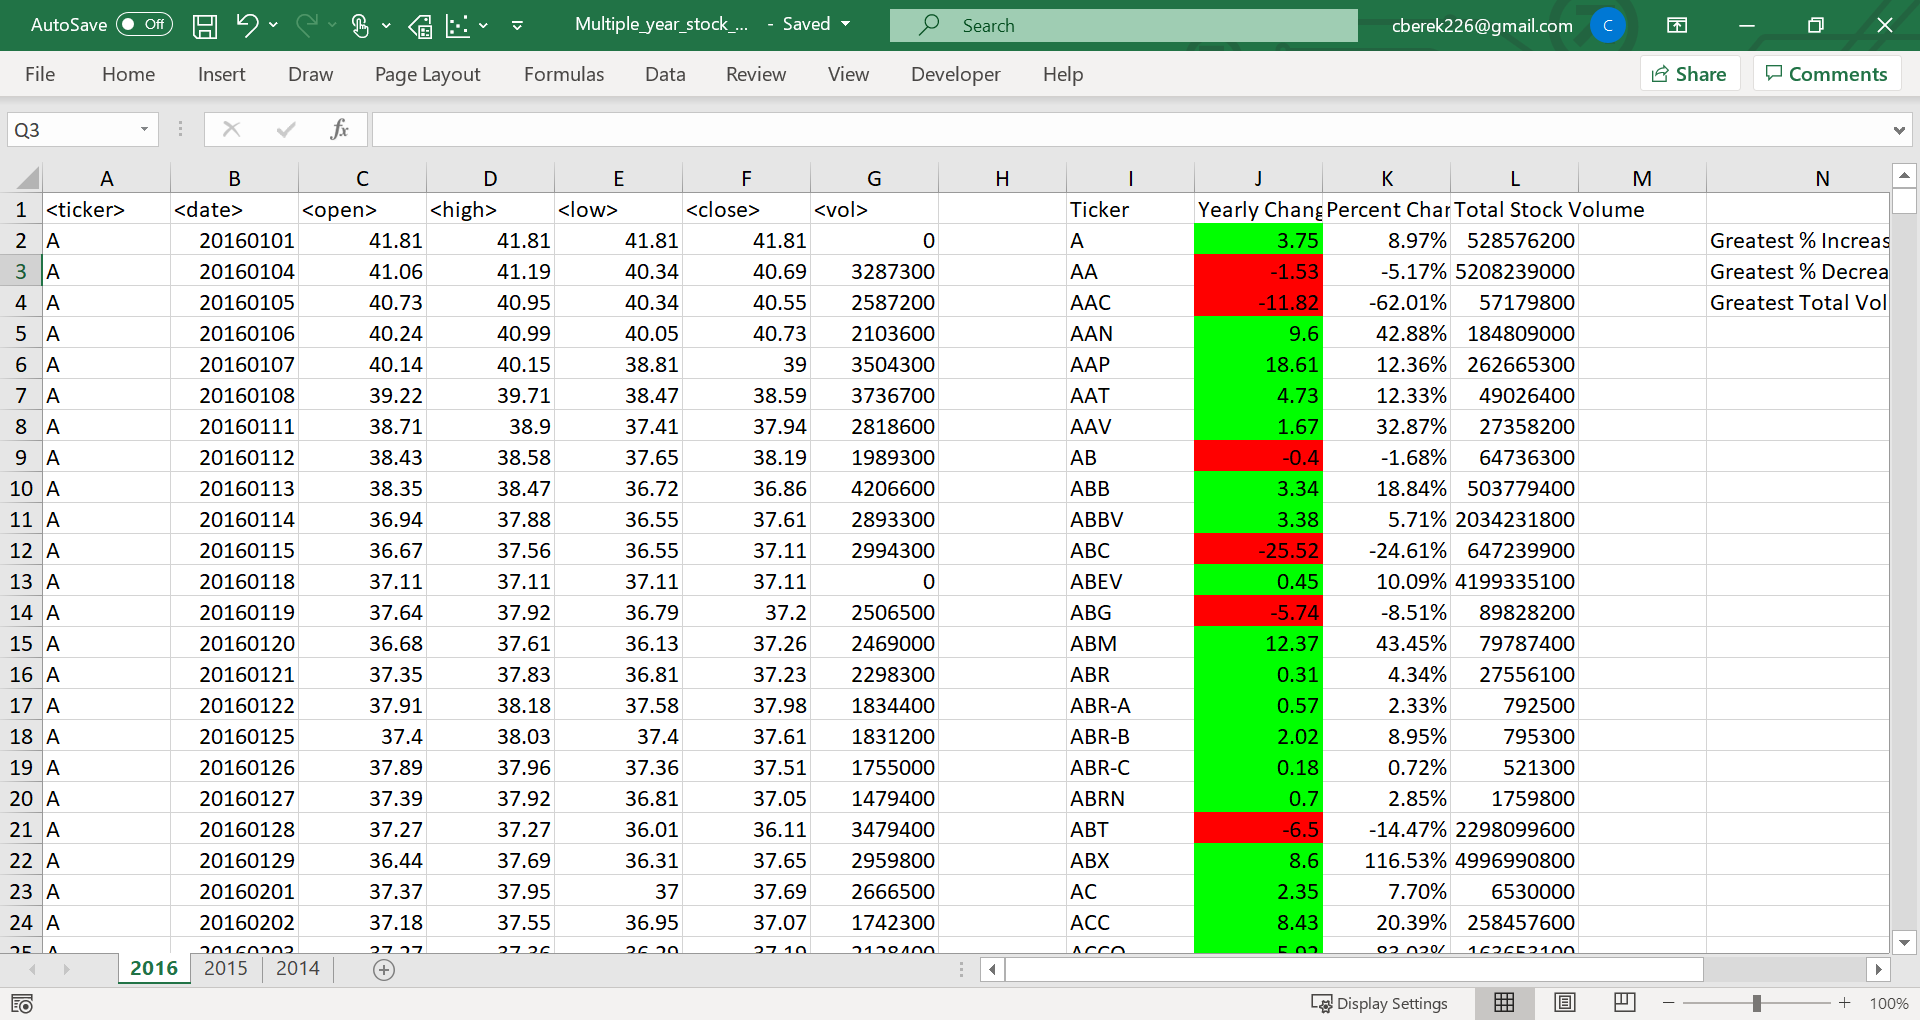 AutoSave Off Multiple_year_stock_... - Saved Search cberek226@gmail.com C
File Home Insert Draw Page Layout Formulas Data Review View Developer Help Share Comments
Q3 fx
A B C D E F G H I J K L M N
1 <ticker> <date> <open> <high> <low> <close> <vol> Ticker Yearly Chang Percent Char Total Stock Volume
2 A 20160101 41.81 41.81 41.81 41.81 0 A 3.75 8.97% 528576200 Greatest % Increas
3 A 20160104 41.06 41.19 40.34 40.69 3287300 AA -1.53 -5.17% 5208239000 Greatest % Decrea
4 A 20160105 40.73 40.95 40.34 40.55 2587200 AAC -11.82 -62.01% 57179800 Greatest Total Vol
5 A 20160106 40.24 40.99 40.05 40.73 2103600 AAN 9.6 42.88% 184809000
6 A 20160107 40.14 40.15 38.81 39 3504300 AAP 18.61 12.36% 262665300
7 A 20160108 39.22 39.71 38.47 38.59 3736700 AAT 4.73 12.33% 49026400
8 A 20160111 38.71 38.9 37.41 37.94 2818600 AAV 1.67 32.87% 27358200
9 A 20160112 38.43 38.58 37.65 38.19 1989300 AB -0.4 -1.68% 64736300
10 A 20160113 38.35 38.47 36.72 36.86 4206600 ABB 3.34 18.84% 503779400
11 A 20160114 36.94 37.88 36.55 37.61 2893300 ABBV 3.38 5.71% 2034231800
12 A 20160115 36.67 37.56 36.55 37.11 2994300 ABC -25.52 -24.61% 647239900
13 A 20160118 37.11 37.11 37.11 37.11 0 ABEV 0.45 10.09% 4199335100
14 A 20160119 37.64 37.92 36.79 37.2 2506500 ABG -5.74 -8.51% 89828200
15 A 20160120 36.68 37.61 36.13 37.26 2469000 ABM 12.37 43.45% 79787400
16 A 20160121 37.35 37.83 36.81 37.23 2298300 ABR 0.31 4.34% 27556100
17 A 20160122 37.91 38.18 37.58 37.98 1834400 ABR-A 0.57 2.33% 792500
18 A 20160125 37.4 38.03 37.4 37.61 1831200 ABR-B 2.02 8.95% 795300
19 A 20160126 37.89 37.96 37.36 37.51 1755000 ABR-C 0.18 0.72% 521300
20 A 20160127 37.39 37.92 36.81 37.05 1479400 ABRN 0.7 2.85% 1759800
21 A 20160128 37.27 37.27 36.01 36.11 3479400 ABT -6.5 -14.47% 2298099600
22 A 20160129 36.44 37.69 36.31 37.65 2959800 ABX 8.6 116.53% 4996990800
23 A 20160201 37.37 37.95 37 37.69 2666500 AC 2.35 7.70% 6530000
24 A 20160202 37.18 37.55 36.95 37.07 1742300 ACC 8.43 20.39% 258457600
25 A 20160203
2016 2015 2014
Display Settings 100%